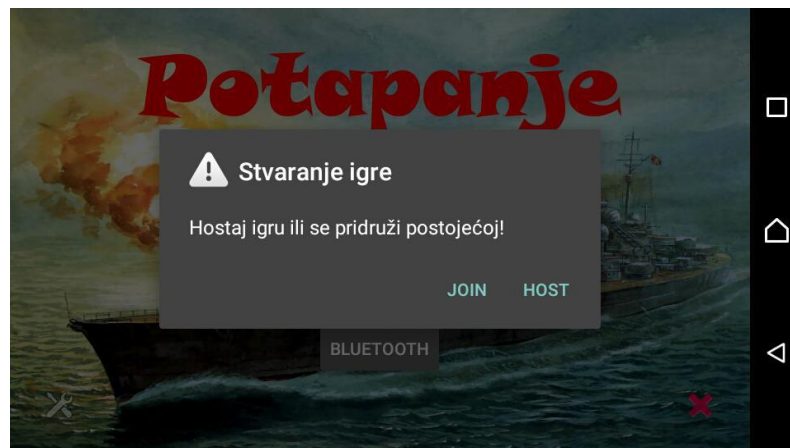 Potapanje
Stvaranje igre
Hostaj igru ili se pridruži postojećoj!
JOIN HOST
BLUETOOTH